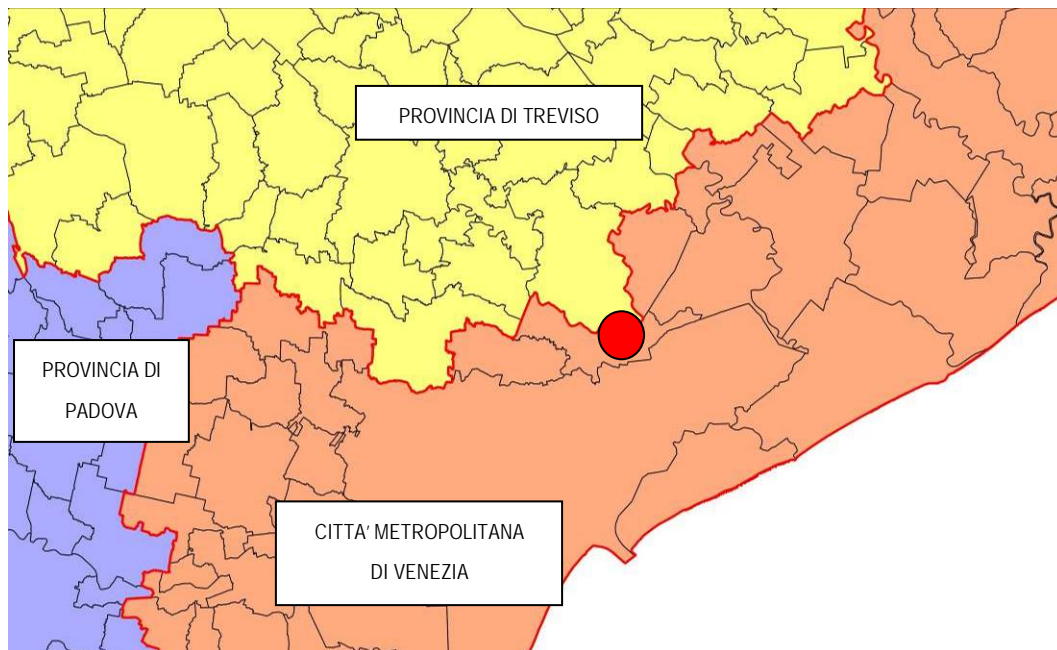 PROVINCIA DI TREVISO
PROVINCIA DI
PADOVA
CITTA’ METROPOLITANA
DI VENEZIA